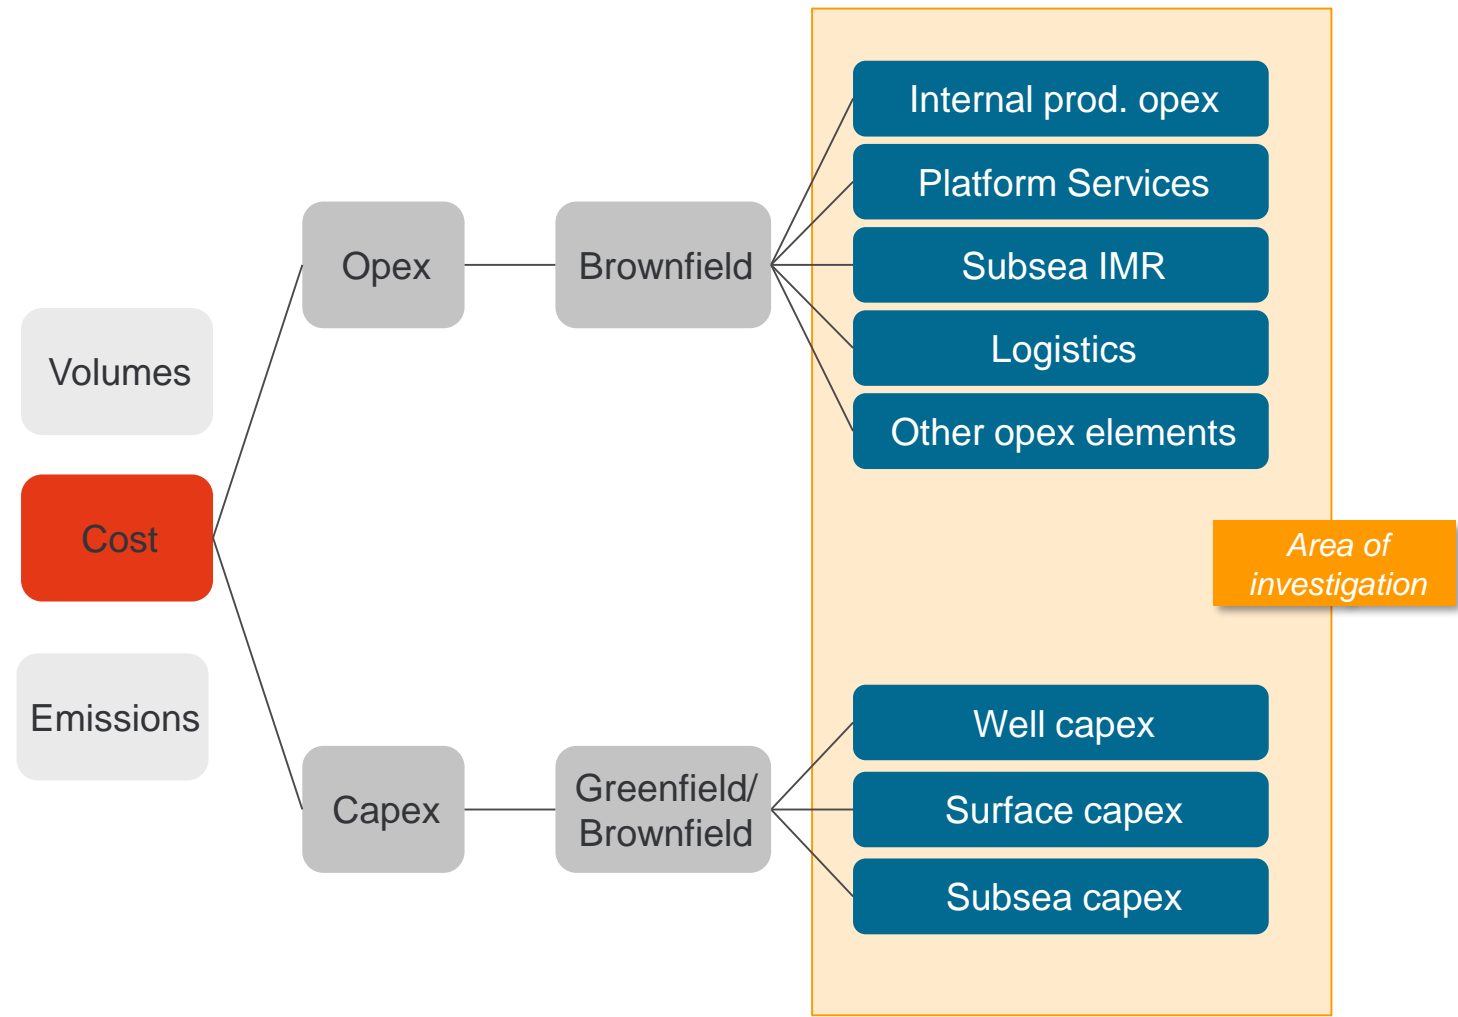 Volumes
Cost
Emissions
Opex
Capex
Brownfield
Greenfield/
Brownfield
Internal prod. opex
Platform Services
Subsea IMR
Logistics
Other opex elements
Well capex
Surface capex
Subsea capex
Area of
investigation